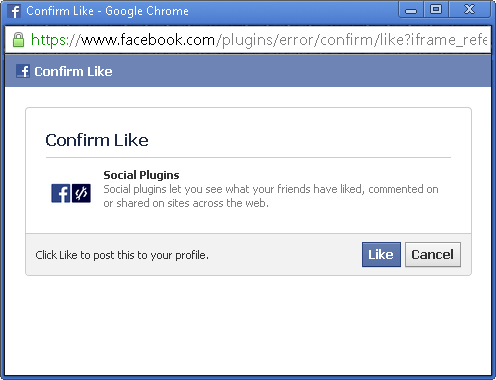 Confirm Like - Google Chrome
https://www.facebook.com/plugins/error/confirm/like?iframe_refe
Confirm Like
Confirm Like
Social Plugins
Social plugins let you see what your friends have liked, commented on
or shared on sites across the web.
Click Like to post this to your profile.
Like
Cancel